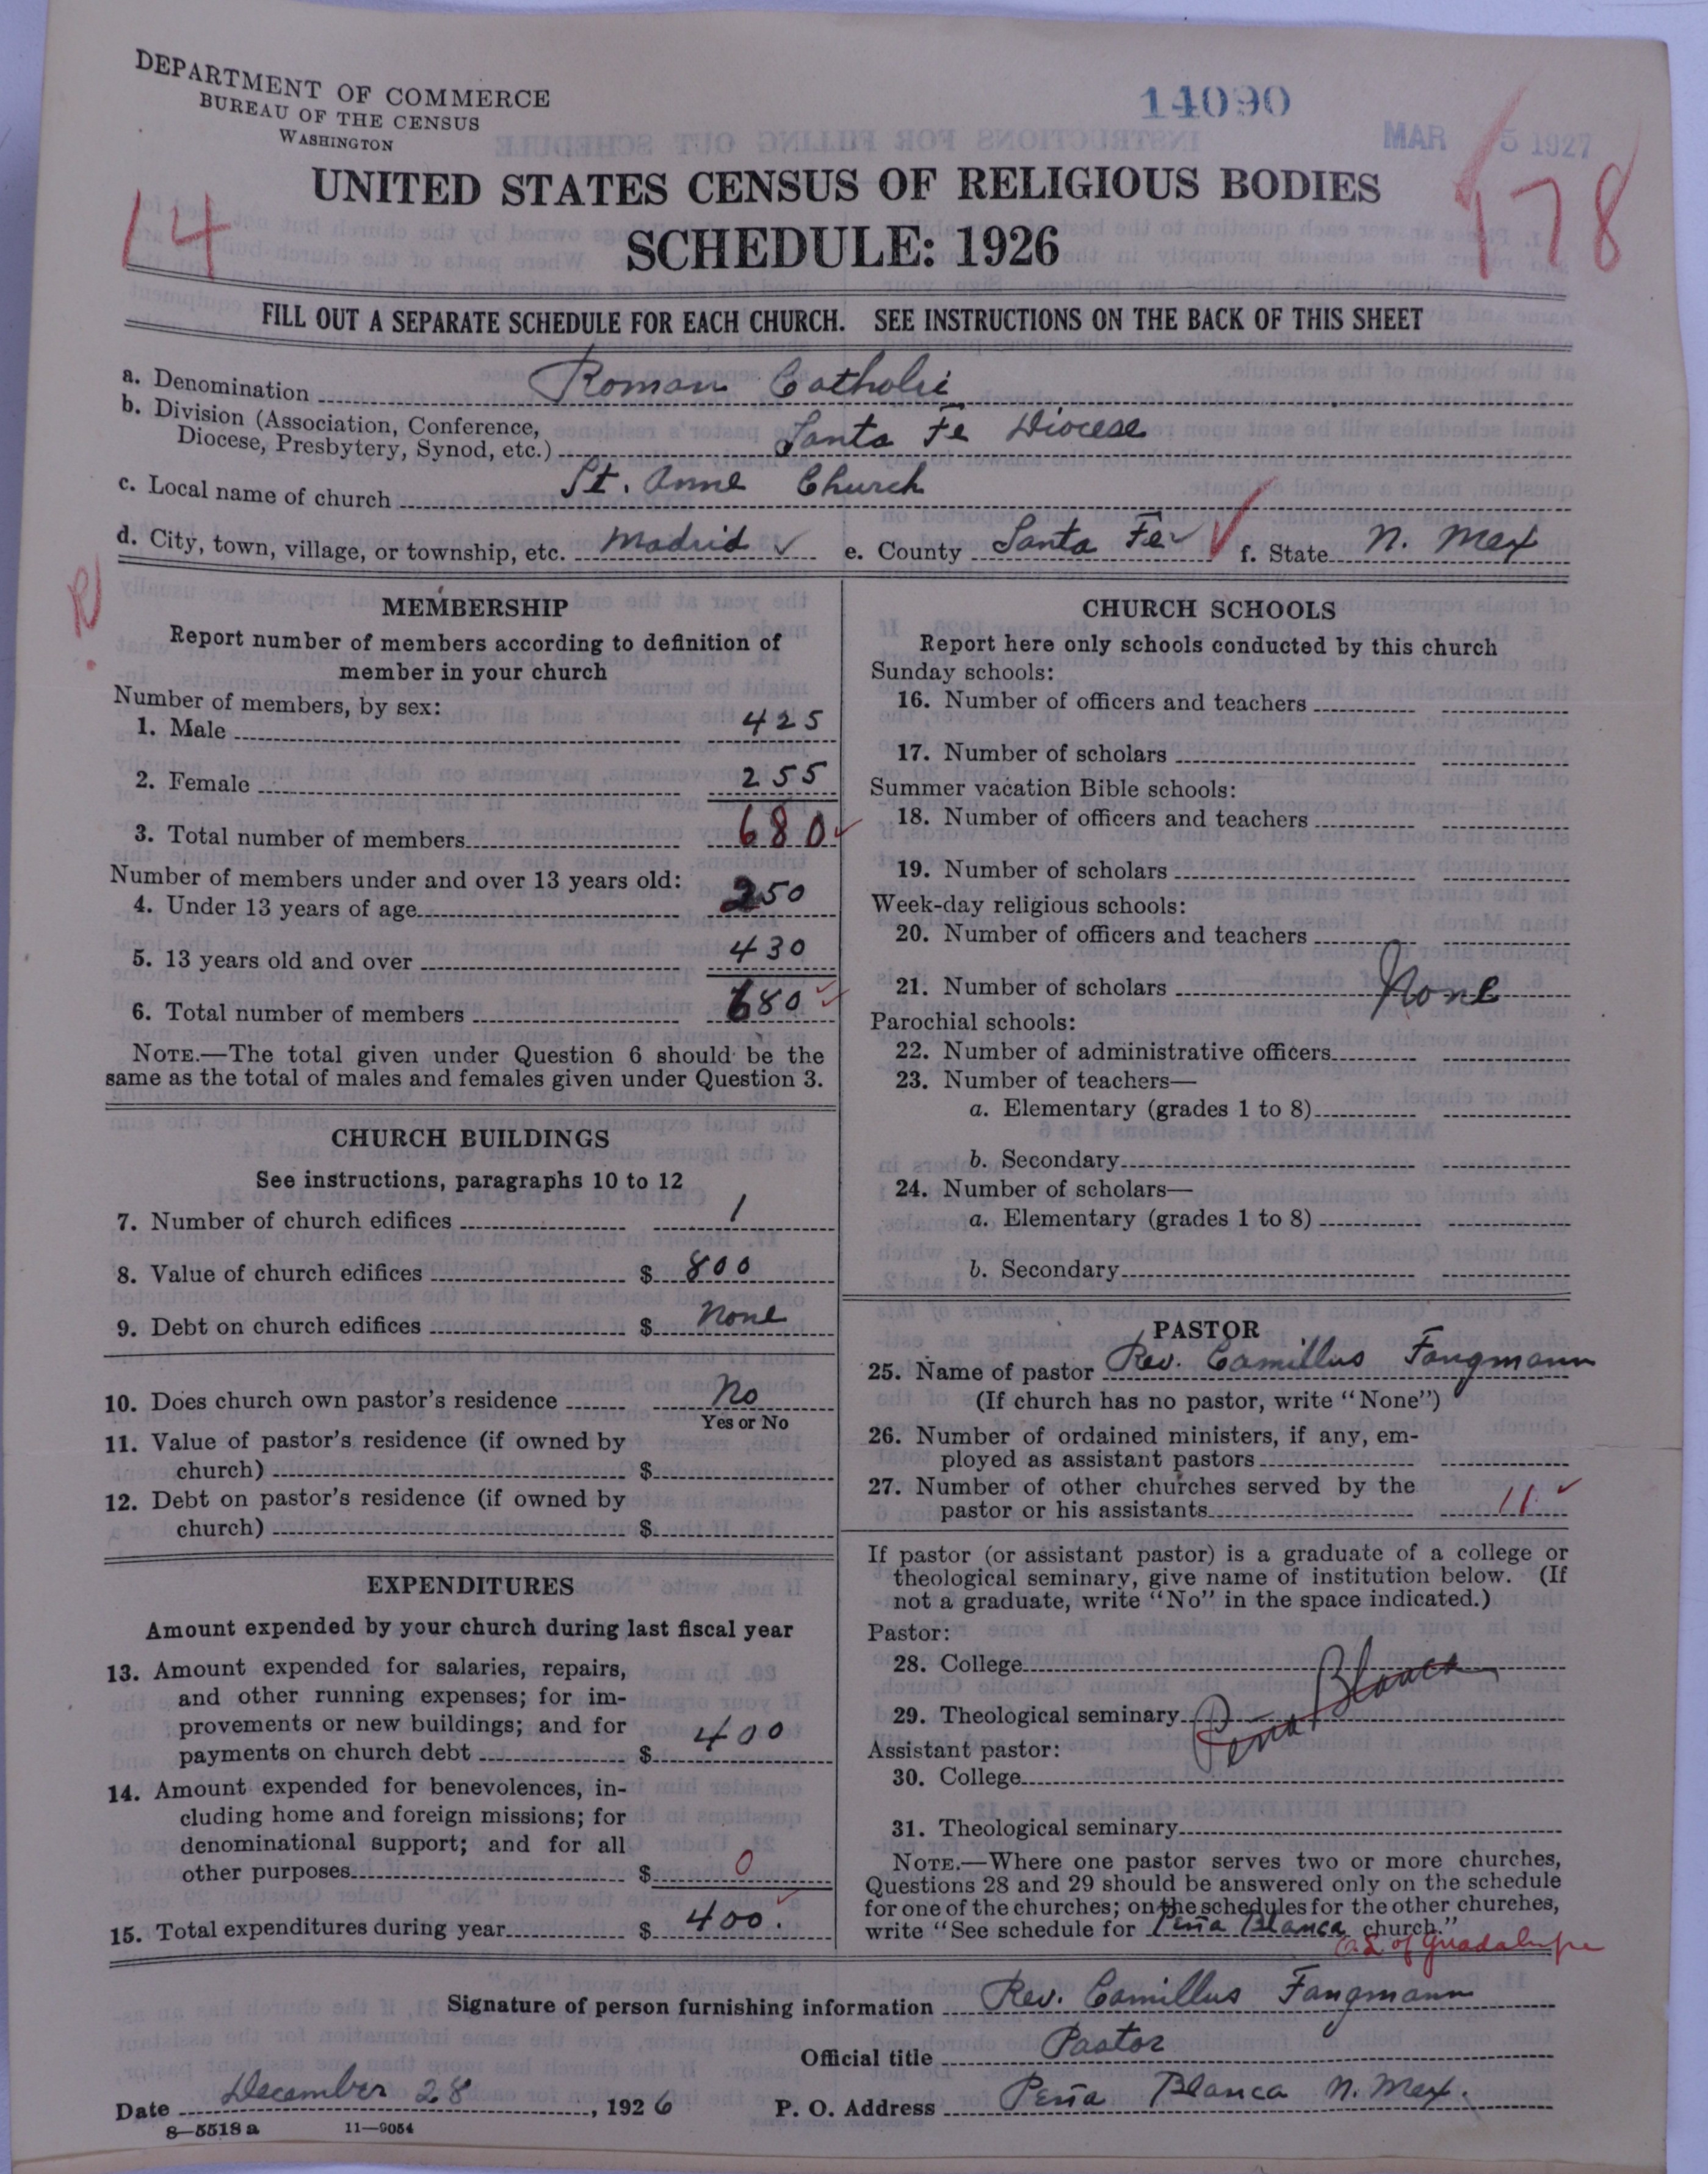 DEPARTMENT OF COMMERCE
BUREAU OF THE CENSUS
WASHINGTON
14090
MAR 5 1927
UNITED STATES CENSUS OF RELIGIOUS BODIES
SCHEDULE: 1926
14
178
FILL OUT A SEPARATE SCHEDULE FOR EACH CHURCH. SEE INSTRUCTIONS ON THE BACK OF THIS SHEET
a. Denomination Roman Catholic
b. Division (Association, Conference,
Diocese, Presbytery, Synod, etc.) Santa Fe Diocese
c. Local name of church St. Anne Church
d. City, town, village, or township, etc. Madrid ✓ e. County Santa Fe ✓ f. State N. Mex
R
MEMBERSHIP
Report number of members according to definition of
member in your church
Number of members, by sex:
1. Male 425
2. Female 255
3. Total number of members 680 ✓
Number of members under and over 13 years old:
4. Under 13 years of age 250
5. 13 years old and over 430
6. Total number of members 680 ✓
NOTE.—The total given under Question 6 should be the
same as the total of males and females given under Question 3.
CHURCH BUILDINGS
See instructions, paragraphs 10 to 12
7. Number of church edifices 1
8. Value of church edifices $ 800
9. Debt on church edifices $ None
10. Does church own pastor's residence No
Yes or No
11. Value of pastor's residence (if owned by
church) $
12. Debt on pastor's residence (if owned by
church) $
EXPENDITURES
Amount expended by your church during last fiscal year
13. Amount expended for salaries, repairs,
and other running expenses; for im-
provements or new buildings; and for
payments on church debt $ 400
14. Amount expended for benevolences, in-
cluding home and foreign missions; for
denominational support; and for all
other purposes $ 0
15. Total expenditures during year $ 400.
CHURCH SCHOOLS
Report here only schools conducted by this church
Sunday schools:
16. Number of officers and teachers
17. Number of scholars
Summer vacation Bible schools:
18. Number of officers and teachers
19. Number of scholars
Week-day religious schools:
20. Number of officers and teachers
21. Number of scholars None
Parochial schools:
22. Number of administrative officers
23. Number of teachers—
a. Elementary (grades 1 to 8)
b. Secondary
24. Number of scholars—
a. Elementary (grades 1 to 8)
b. Secondary
PASTOR
25. Name of pastor Rev. Camillus Fangmann
(If church has no pastor, write "None")
26. Number of ordained ministers, if any, em-
ployed as assistant pastors
27. Number of other churches served by the
pastor or his assistants 11 ✓
If pastor (or assistant pastor) is a graduate of a college or
theological seminary, give name of institution below. (If
not a graduate, write "No" in the space indicated.)
Pastor:
28. College
29. Theological seminary Pena Blanca
Assistant pastor:
30. College
31. Theological seminary
NOTE.—Where one pastor serves two or more churches,
Questions 28 and 29 should be answered only on the schedule
for one of the churches; on the schedules for the other churches,
write "See schedule for Peña Blanca church."
O. L. of Guadalupe
Signature of person furnishing information Rev. Camillus Fangmann
Official title Pastor
Date December 28, 1926 P. O. Address Peña Blanca N. Mex.
8—5518 a 11—9054